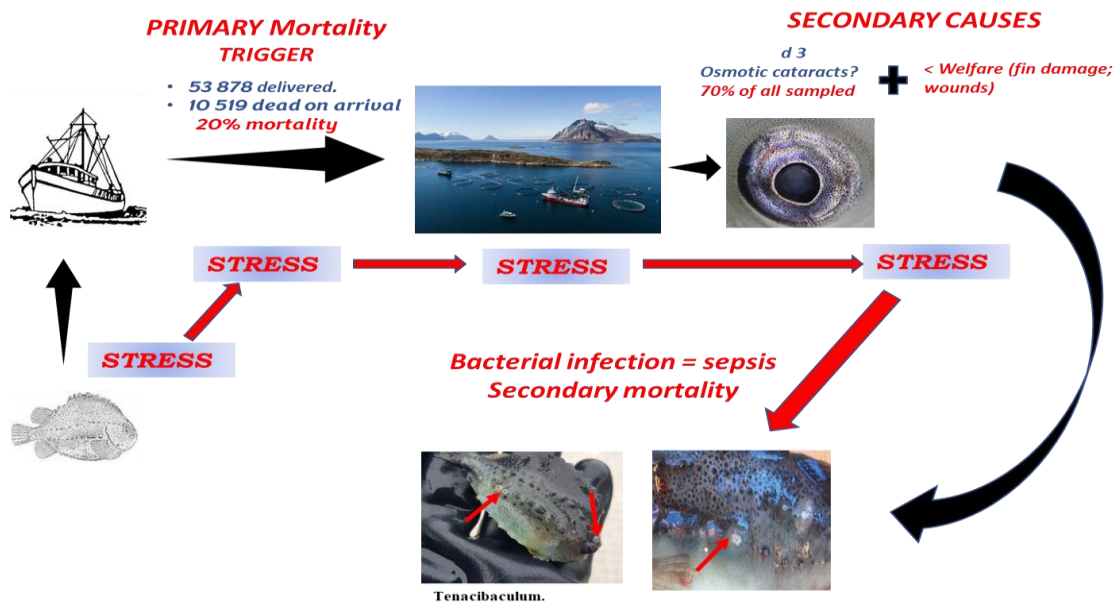 PRIMARY Mortality
TRIGGER
• 53 878 delivered.
• 10 519 dead on arrival
20% mortality
SECONDARY CAUSES
d 3
Osmotic cataracts?
70% of all sampled
< Welfare (fin damage;
wounds)
STRESS
STRESS
STRESS
STRESS
Bacterial infection = sepsis
Secondary mortality
Tenacibaculum.